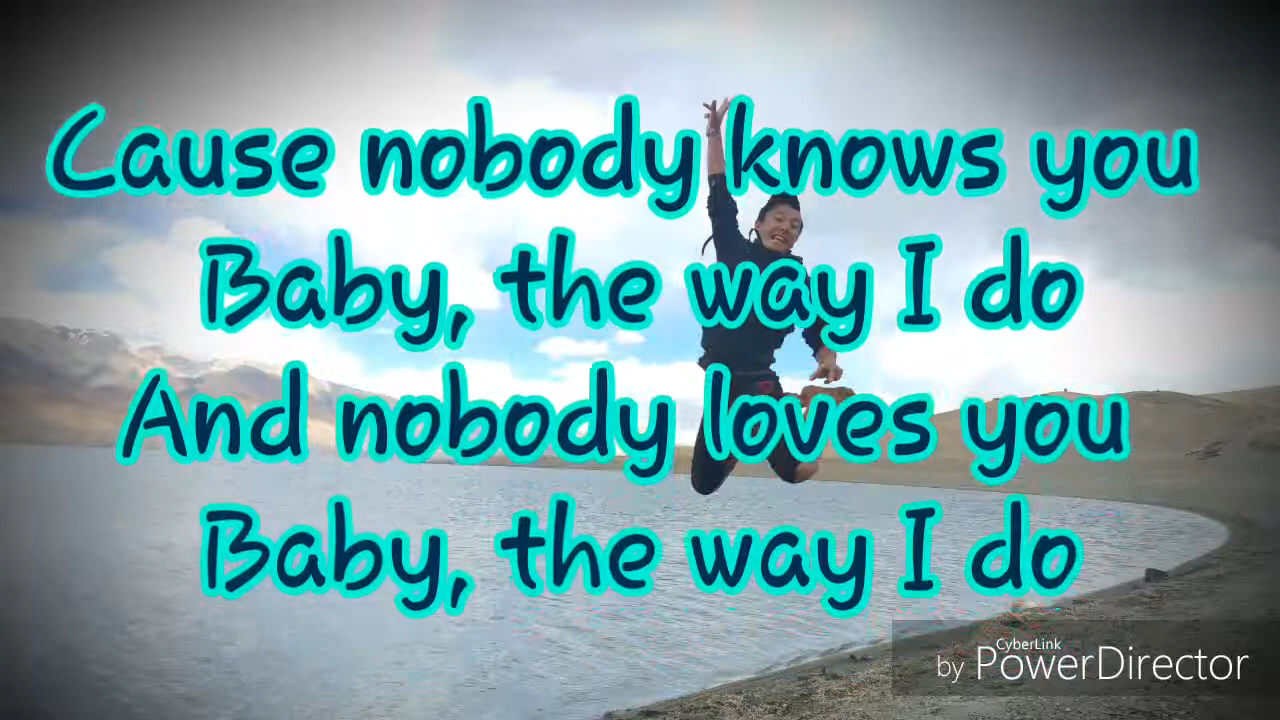 Cause nobody knows you
Baby, the way I do
And nobody loves you
Baby, the way I do
CyberLink
by PowerDirector